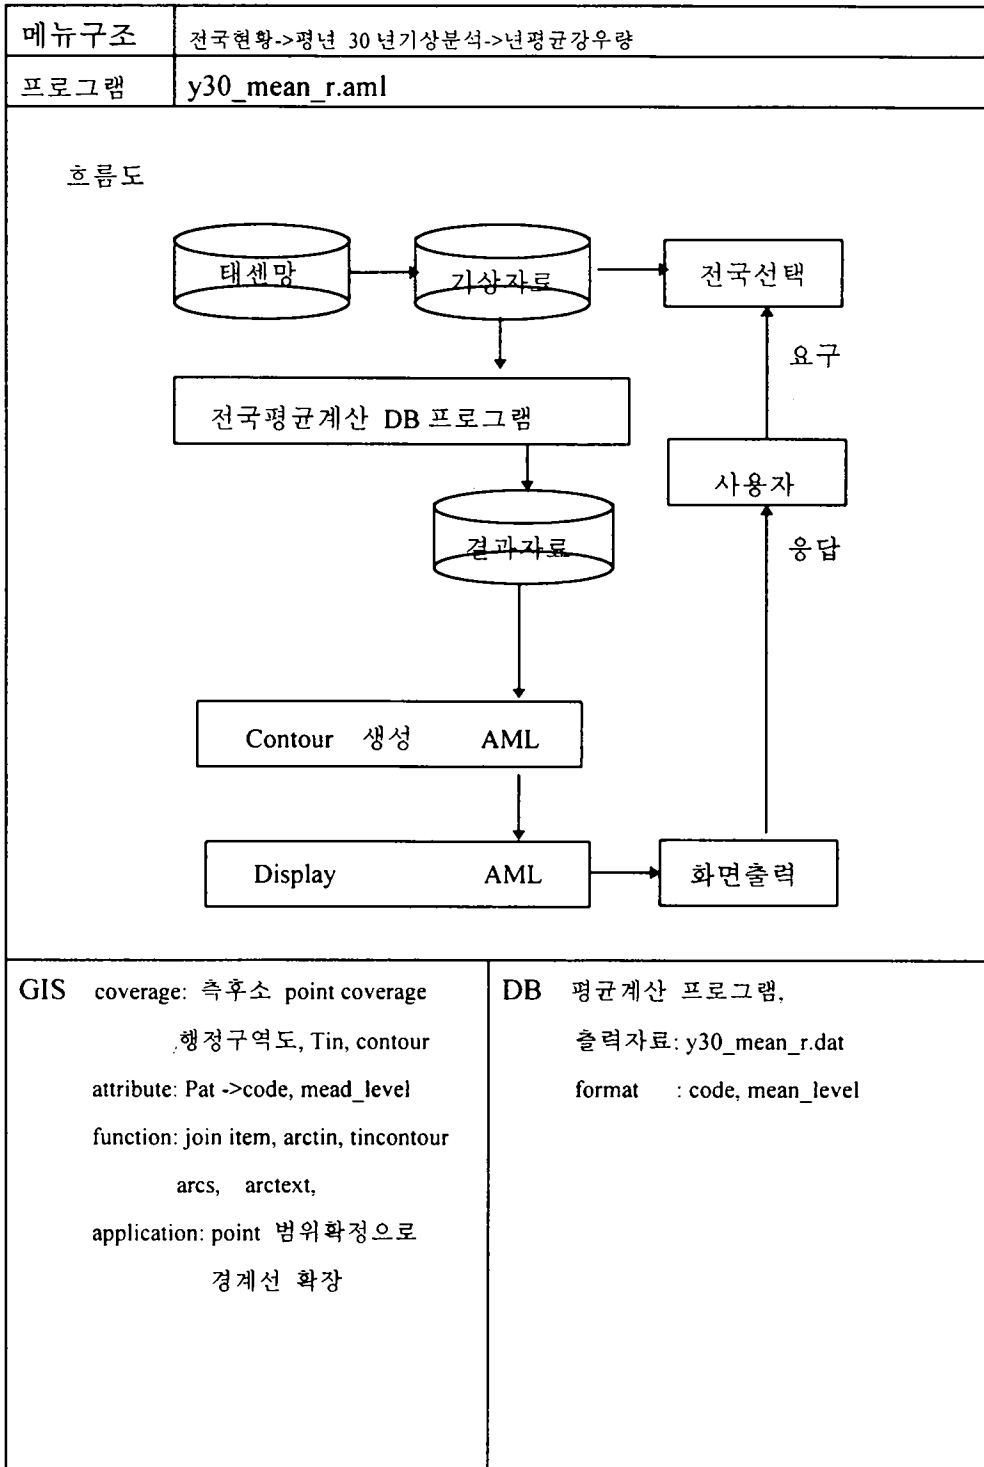 메뉴구조 전국현황->평년 30년기상분석->년평균강우량
프로그램 y30_mean_r.aml
흐름도
태센망 기상자료 전국선택
요구
전국평균계산 DB 프로그램
사용자
결과자료 응답
Contour 생성 AML
Display AML 화면출력
GIS coverage: 측후소 point coverage
행정구역도, Tin, contour
attribute: Pat ->code, mead_level
function: join item, arctin, tincontour
arcs, arctext,
application: point 범위확정으로
경계선 확장
DB 평균계산 프로그램,
출력자료: y30_mean_r.dat
format : code, mean_level